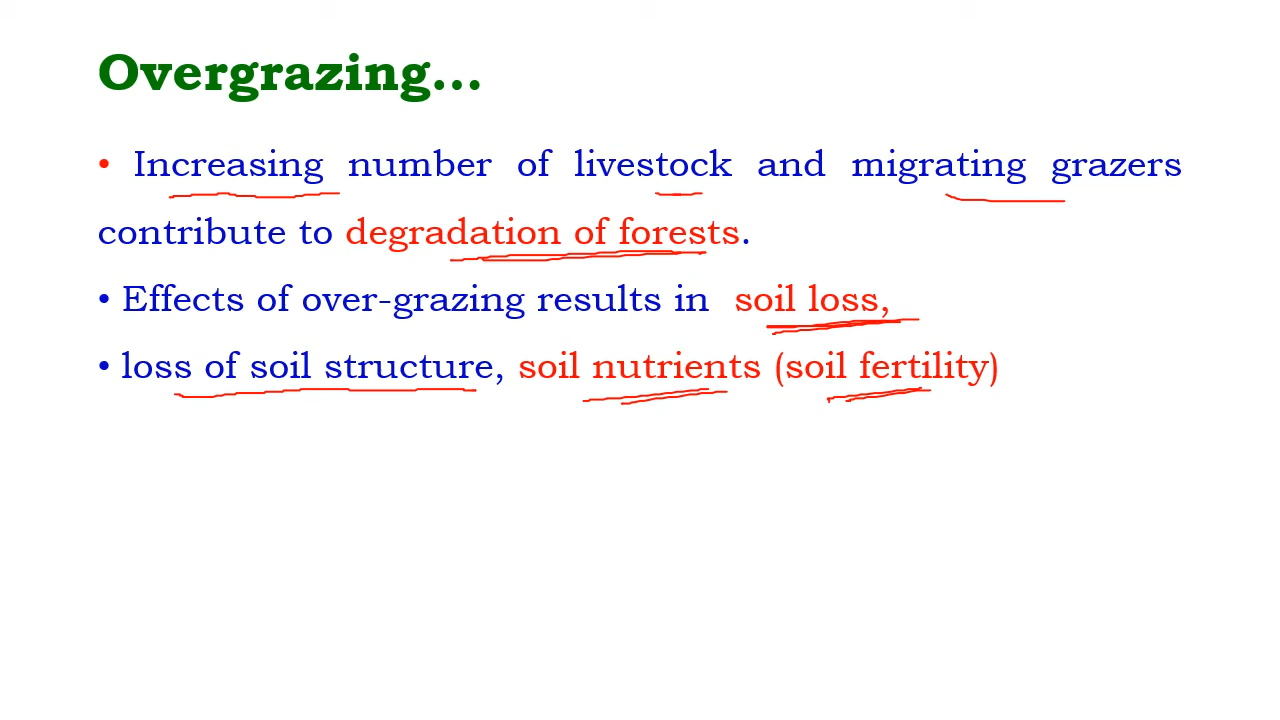 Overgrazing...
• Increasing number of livestock and migrating grazers
contribute to degradation of forests.
• Effects of over-grazing results in soil loss,
• loss of soil structure, soil nutrients (soil fertility)